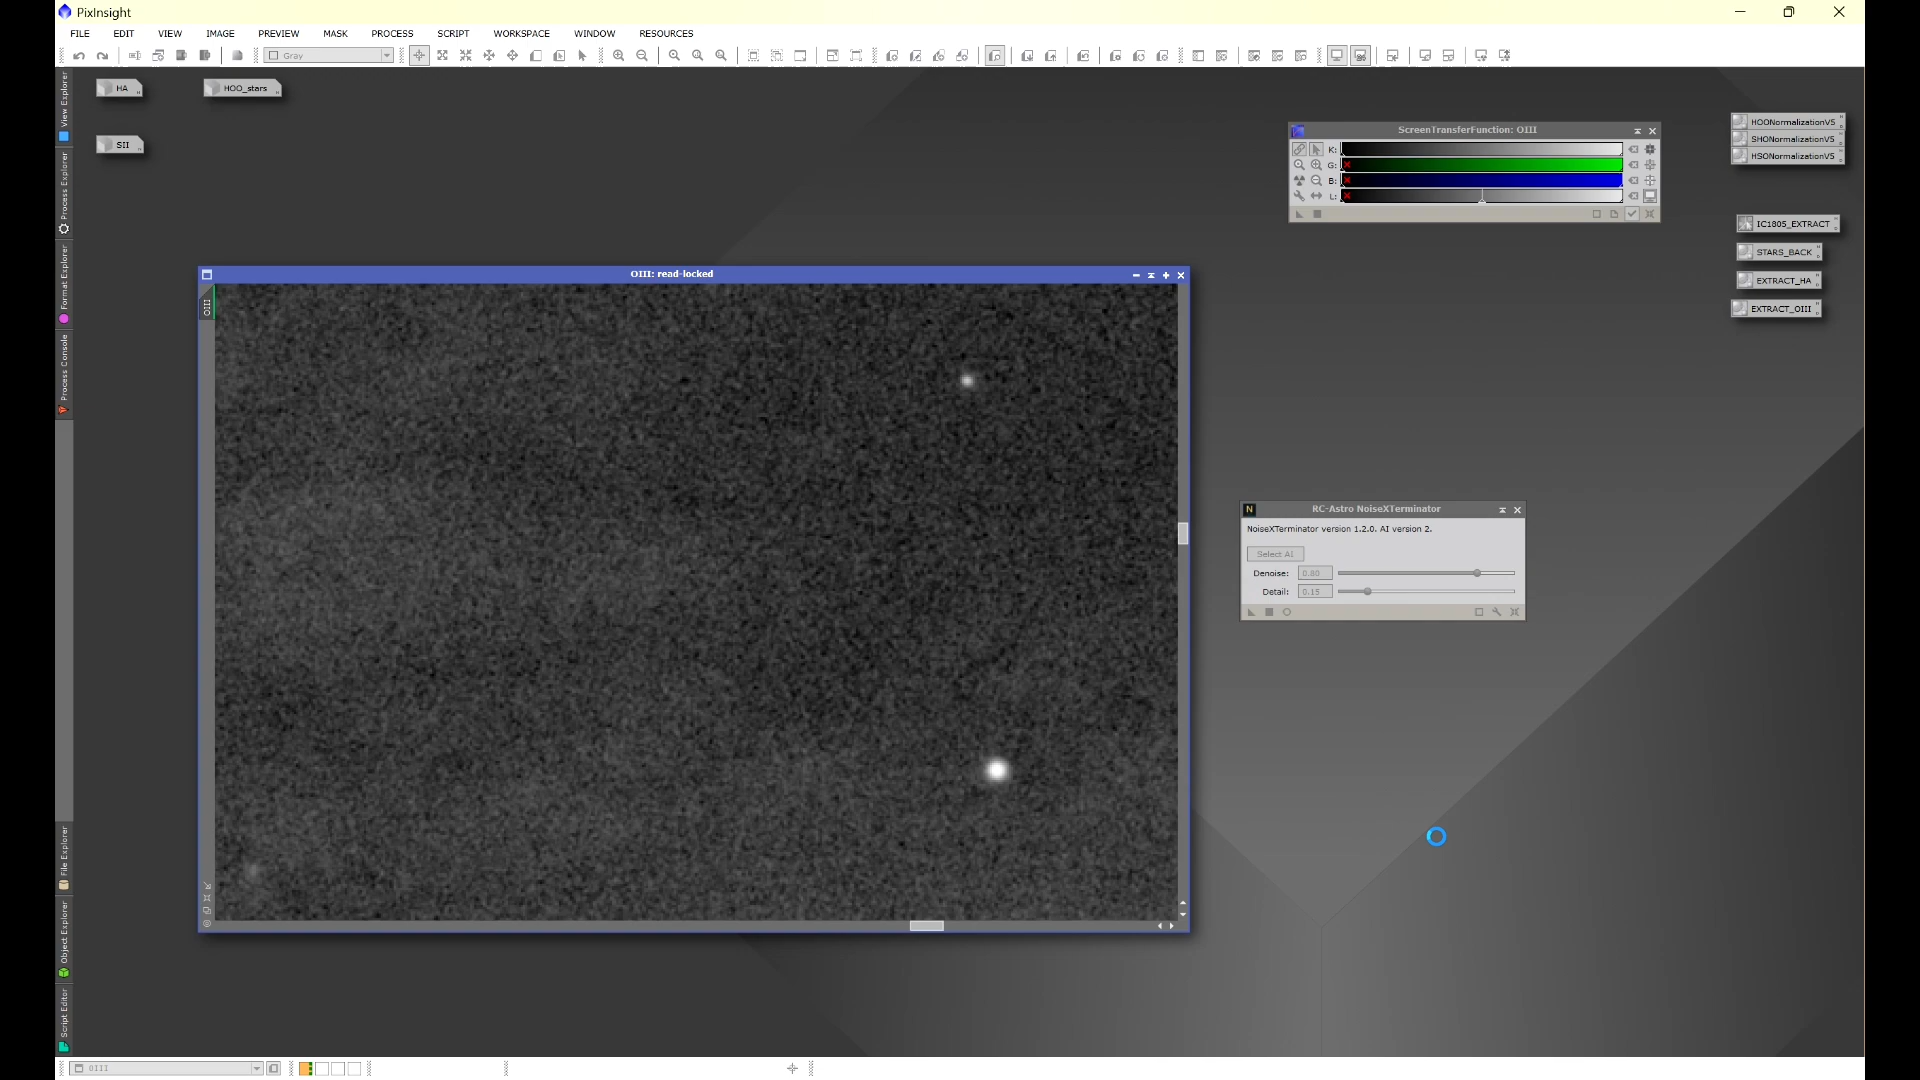 PixInsight
FILE EDIT VIEW IMAGE PREVIEW MASK PROCESS SCRIPT WORKSPACE WINDOW RESOURCES
Gray
View Explorer
Process Explorer
Format Explorer
Process Console
File Explorer
Object Explorer
Script Editor
HA
HOO_stars
SII
ScreenTransferFunction: OIII
K:
G:
B:
L:
HOONormalizationV5
SHONormalizationV5
HSONormalizationV5
IC1805_EXTRACT
STARS_BACK
EXTRACT_HA
EXTRACT_OIII
OIII: read-locked
OIII
N RC-Astro NoiseXTerminator
NoiseXTerminator version 1.2.0. AI version 2.
Select AI
Denoise: 0.80
Detail: 0.15
OIII